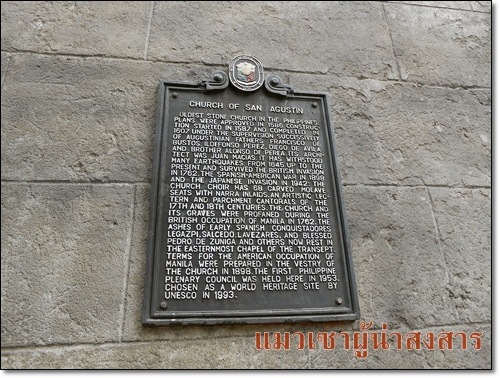 CHURCH OF SAN AGUSTIN
OLDEST STONE CHURCH IN THE PHILIPPINES.
PLANS WERE APPROVED IN 1586. CONSTRUC-
TION STARTED IN 1587 AND COMPLETED IN
1607 UNDER THE SUPERVISION SUCCESSIVELY
OF AUGUSTINIAN FATHERS FRANCISCO DE
BUSTOS, ILDEFONSO PEREZ, DIEGO DE AVILA
AND BROTHER ALONSO DE PEREA. ITS ARCHI-
TECT WAS JUAN MACIAS. IT HAS WITHSTOOD
MANY EARTHQUAKES FROM 1645 UP TO THE
PRESENT AND SURVIVED THE BRITISH INVASION
IN 1762, THE SPANISH-AMERICAN WAR IN 1898
AND THE JAPANESE INVASION IN 1942. THE
CHURCH CHOIR HAS 68 CARVED MOLAVE
SEATS WITH NARRA INLAIDS, AN ARTISTIC LEC-
TERN AND PARCHMENT CANTORALS OF THE
17TH AND 18TH CENTURIES. THE CHURCH AND
ITS GRAVES WERE PROFANED DURING THE
BRITISH OCCUPATION OF MANILA IN 1762. THE
ASHES OF EARLY SPANISH CONQUISTADORES
LEGAZPI, SALCEDO, LAVEZARES, AND BLESSED
PEDRO DE ZUNIGA AND OTHERS NOW REST IN
THE EASTERNMOST CHAPEL OF THE TRANSEPT.
TERMS FOR THE AMERICAN OCCUPATION OF
MANILA WERE PREPARED IN THE VESTRY OF
THE CHURCH IN 1898. THE FIRST PHILIPPINE
PLENARY COUNCIL WAS HELD HERE IN 1953.
CHOSEN AS A WORLD HERITAGE SITE BY
UNESCO IN 1993.
แมวเซาผู้น่าสงสาร